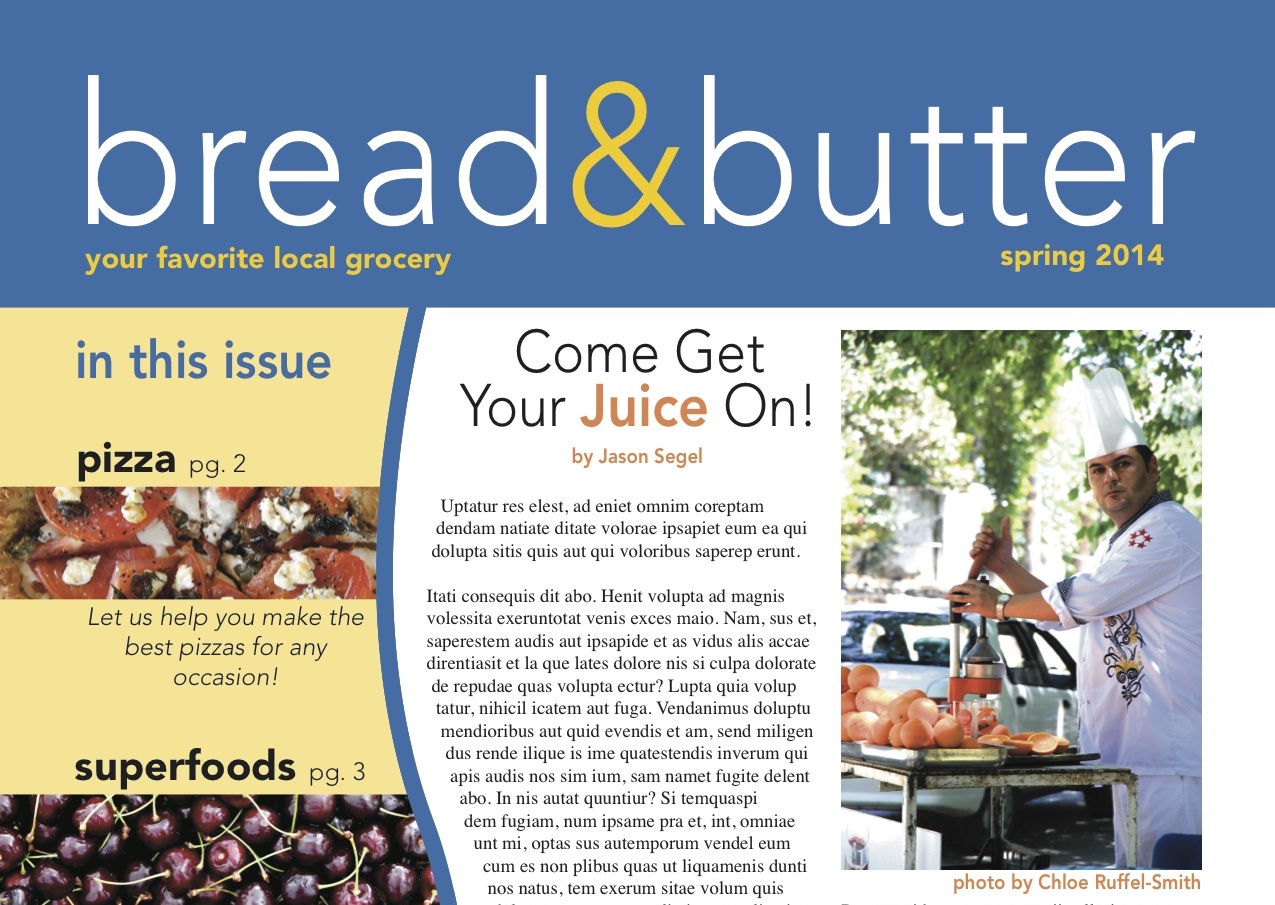 bread&butter
your favorite local grocery
spring 2014
in this issue
pizza pg. 2
Let us help you make the
best pizzas for any
occasion!
superfoods pg. 3
Come Get
Your Juice On!
by Jason Segel
Uptatur res elest, ad eniet omnim coreptam
dendam natiate ditate volorae ipsapiet eum ea qui
dolupta sitis quis aut qui voloribus saperep erunt.
Itati consequis dit abo. Henit volupta ad magnis
volessita exeruntotat venis exces maio. Nam, sus et,
saperestem audis aut ipsapide et as vidus alis accae
direntiasit et la que lates dolore nis si culpa dolorate
de repudae quas volupta ectur? Lupta quia volup
tatur, nihicil icatem aut fuga. Vendanimus doluptu
mendioribus aut quid evendis et am, send miligen
dus rende ilique is ime quatestendis inverum qui
apis audis nos sim ium, sam namet fugite delent
abo. In nis autat quuntiur? Si temquaspi
dem fugiam, num ipsame pra et, int, omniae
unt mi, optas sus autemporum vendel eum
cum es non plibus quas ut liquamenis dunti
nos natus, tem exerum sitae volum quis
photo by Chloe Ruffel-Smith